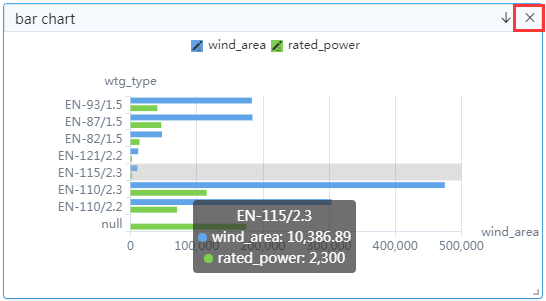 bar chart
wind_area rated_power
wtg_type
EN-93/1.5
EN-87/1.5
EN-82/1.5
EN-121/2.2
EN-115/2.3
EN-110/2.3
EN-110/2.2
null
EN-115/2.3
wind_area: 10,386.89
rated_power: 2,300
wind_area
0 100,000 200,000 300,000 400,000 500,000